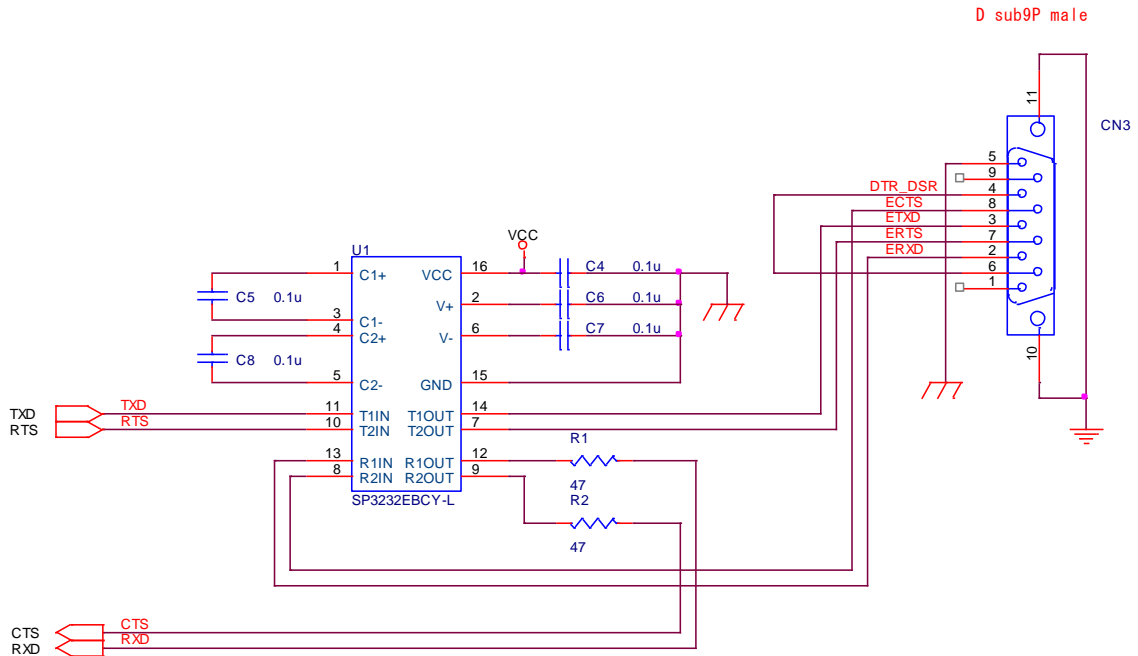 D sub9P male
11
CN3
5
9
DTR_DSR 4
ECTS 8
ETXD 3
ERTS 7
ERXD 2
6
1
10
VCC
U1
1 C1+ VCC 16 C4 0.1u
C5 0.1u
2 V+ C6 0.1u
3 C1-
4 C2+ V- 6 C7 0.1u
C8 0.1u
5 C2- GND 15
TXD TXD 11 T1IN T1OUT 14
RTS RTS 10 T2IN T2OUT 7
R1
13 R1IN R1OUT 12
8 R2IN R2OUT 9
47
SP3232EBCY-L
R2
47
CTS CTS
RXD RXD